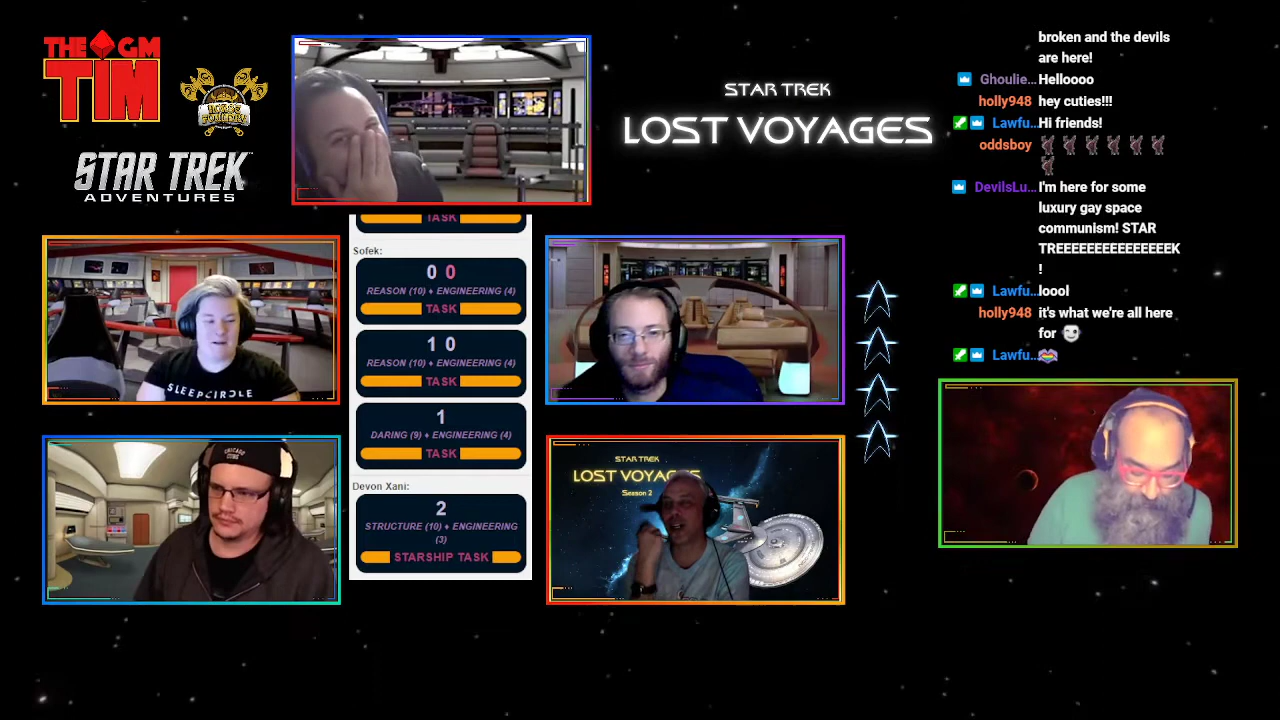 THE GM
TIM
STAR TREK
ADVENTURES
STAR TREK
LOST VOYAGES
TASK
Sofek:
0 0
REASON (10) + ENGINEERING (4)
TASK
1 0
REASON (10) + ENGINEERING (4)
TASK
1
DARING (9) + ENGINEERING (4)
TASK
Devon Xani:
2
STRUCTURE (10) + ENGINEERING
(3)
STARSHIP TASK
SLEEPCIRCLE
CHICAGO
CUBS
STAR TREK
LOST VOYAGES
Season 2
broken and the devils
are here!
Ghoulie... Helloooo
holly948 hey cuties!!!
Lawfu... Hi friends!
oddsboy
DevilsLu... I'm here for some
luxury gay space
communism! STAR
TREEEEEEEEEEEEEEEK
!
Lawfu... loool
holly948 it's what we're all here
for
Lawfu...